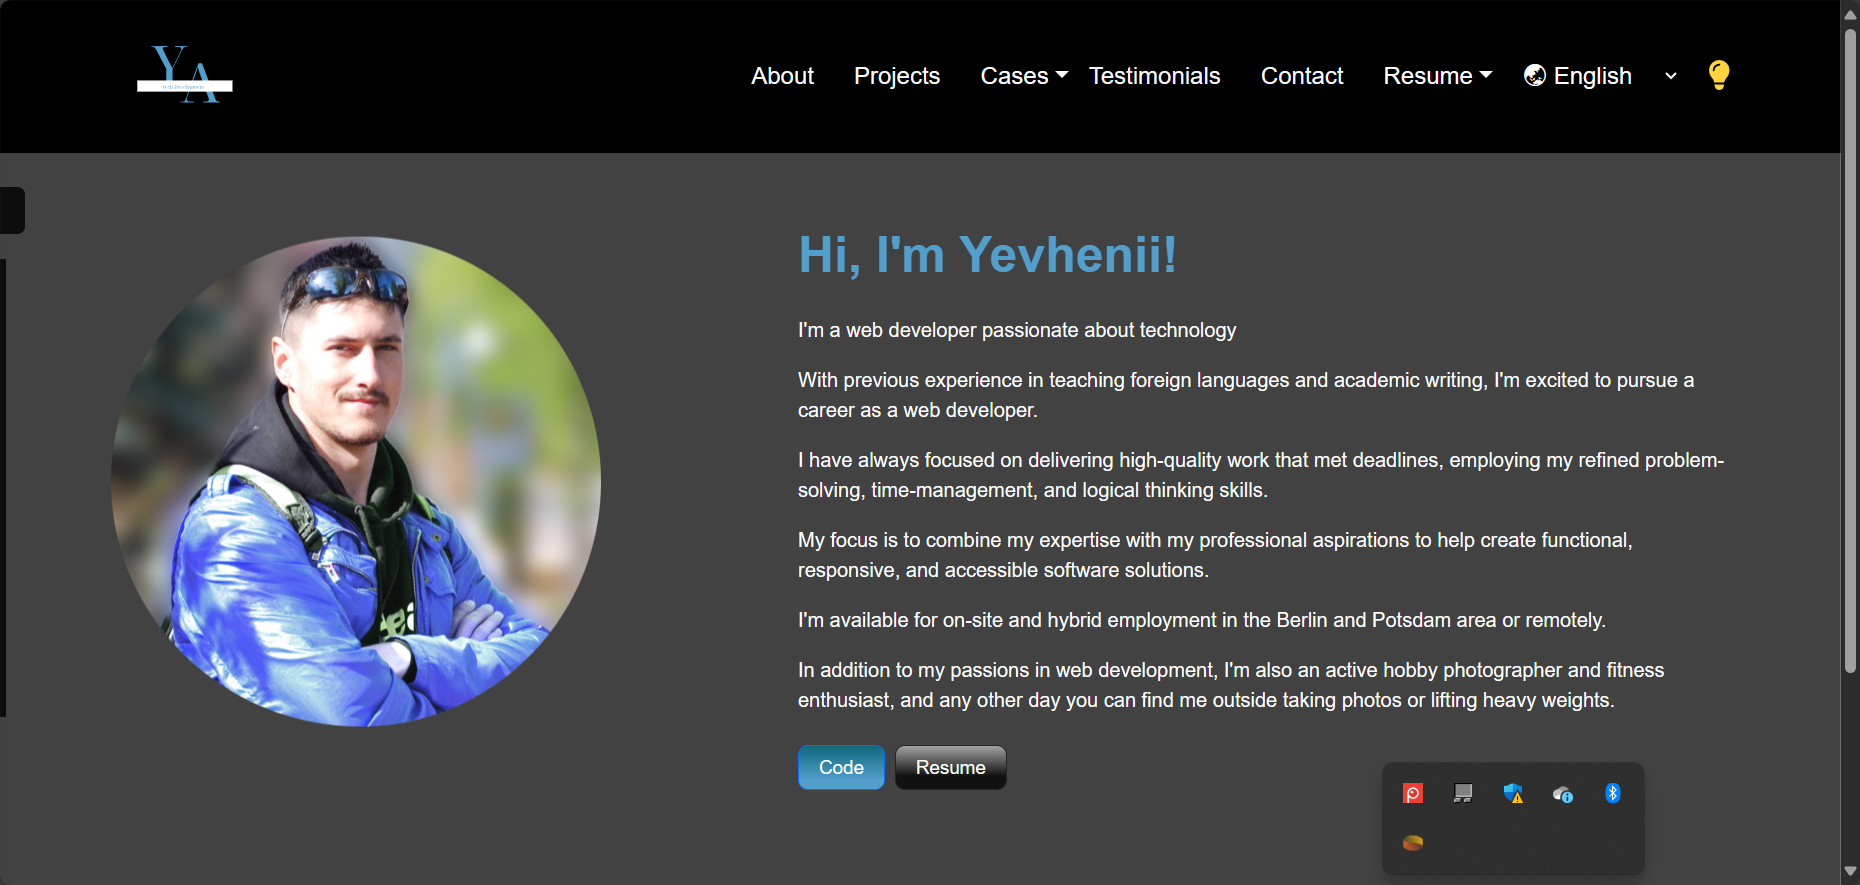 YA
Web Development
About
Projects
Cases
Testimonials
Contact
Resume
English
Hi, I'm Yevhenii!
I'm a web developer passionate about technology
With previous experience in teaching foreign languages and academic writing, I'm excited to pursue a
career as a web developer.
I have always focused on delivering high-quality work that met deadlines, employing my refined problem-
solving, time-management, and logical thinking skills.
My focus is to combine my expertise with my professional aspirations to help create functional,
responsive, and accessible software solutions.
I'm available for on-site and hybrid employment in the Berlin and Potsdam area or remotely.
In addition to my passions in web development, I'm also an active hobby photographer and fitness
enthusiast, and any other day you can find me outside taking photos or lifting heavy weights.
Code
Resume